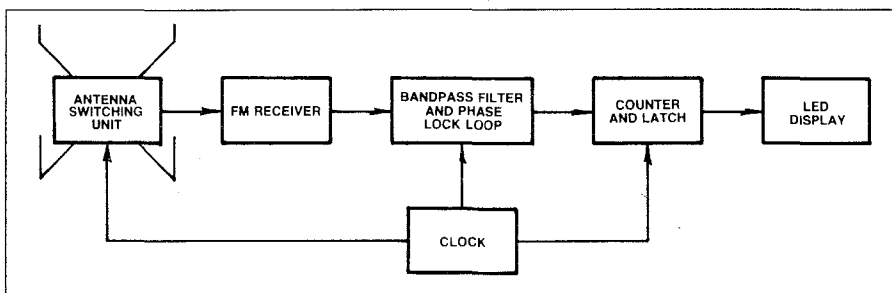 ANTENNA
SWITCHING
UNIT
FM RECEIVER
BANDPASS FILTER
AND PHASE
LOCK LOOP
COUNTER
AND LATCH
LED
DISPLAY
CLOCK